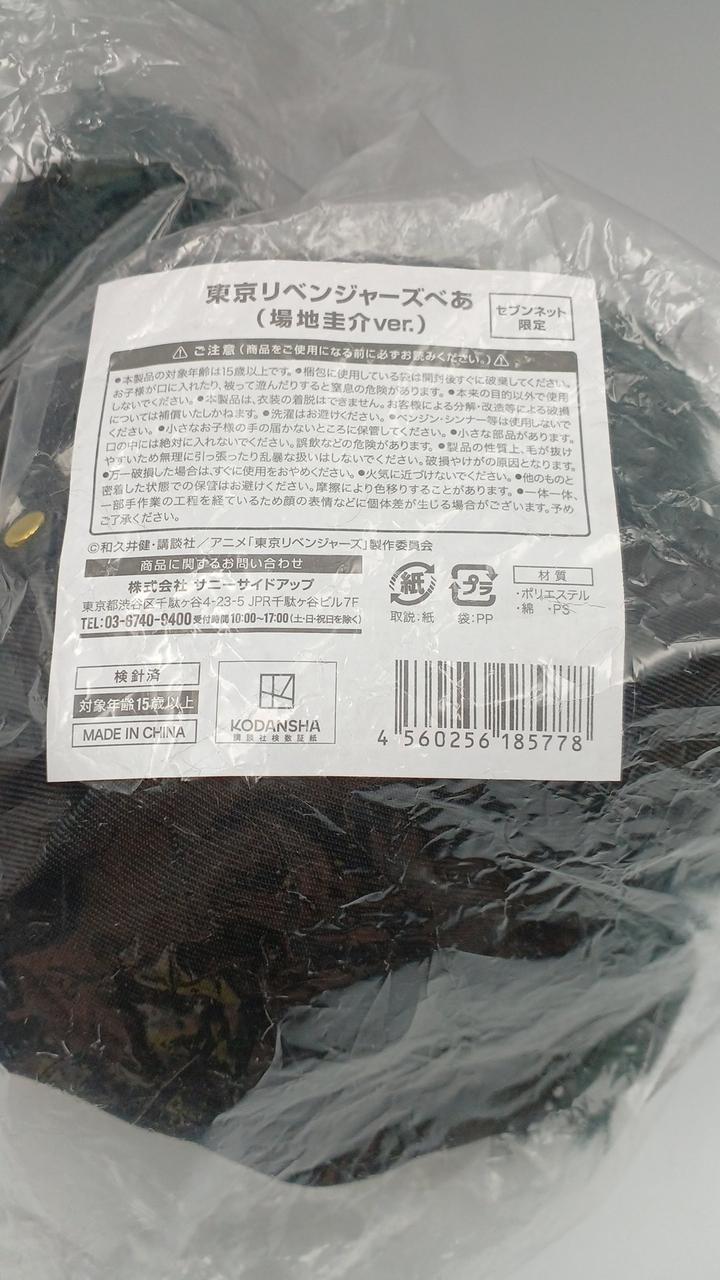 東京リベンジャーズべあ
(場地圭介ver.)
セブンネット
限定
⚠ ご注意(商品をご使用になる前に必ずお読みください。)⚠
●本製品の対象年齢は15歳以上です。●梱包に使用している袋は開封後すぐに破棄してください。
お子様が口に入れたり、被って遊んだりすると窒息の危険があります。●本来の目的以外で使用
しないでください。●本製品は、衣装の着脱はできません。お客様による分解・改造等による破損
については補償いたしかねます。●洗濯はお避けください。●ベンジン・シンナー等は使用しないで
ください。●小さなお子様の手の届かないところに保管してください。●小さな部品があります。
口の中には絶対に入れないでください。誤飲などの危険があります。●製品の性質上、毛が抜け
やすいため無理に引っ張ったり乱暴な扱いはしないでください。破損やけがの原因となります。
●万一破損した場合は、すぐに使用をおやめください。●火気に近づけないでください。●他のものと
密着した状態での保管はお避けください。摩擦により色移りすることがあります。●一体一体、
一部手作業の工程を経ているため顔の表情などに個体差が生じる場合がございます。予め
ご了承ください。
©和久井健・講談社／アニメ「東京リベンジャーズ」製作委員会
商品に関するお問い合わせ
株式会社 サニーサイドアップ
東京都渋谷区千駄ヶ谷4-23-5 JPR千駄ヶ谷ビル7F
TEL:03-6740-9400 受付時間10:00~17:00(土・日・祝日を除く)
紙
取説:紙
プラ
袋:PP
材質
・ポリエステル
・綿 ・PS
検針済
対象年齢15歳以上
MADE IN CHINA
KODANSHA
講談社検数証紙
4 560256 185778